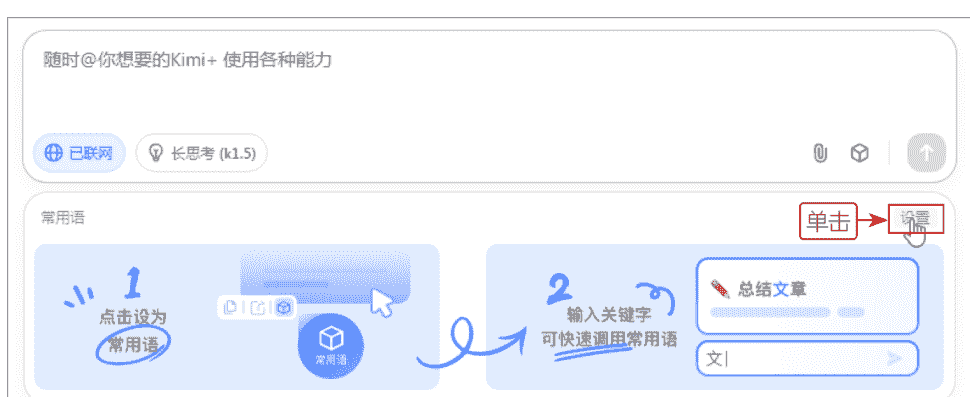 随时@你想要的Kimi+ 使用各种能力
已联网
长思考 (k1.5)
常用语
单击
设置
1
点击设为
常用语
常用语
2
输入关键字
可快速调用常用语
总结文章
文